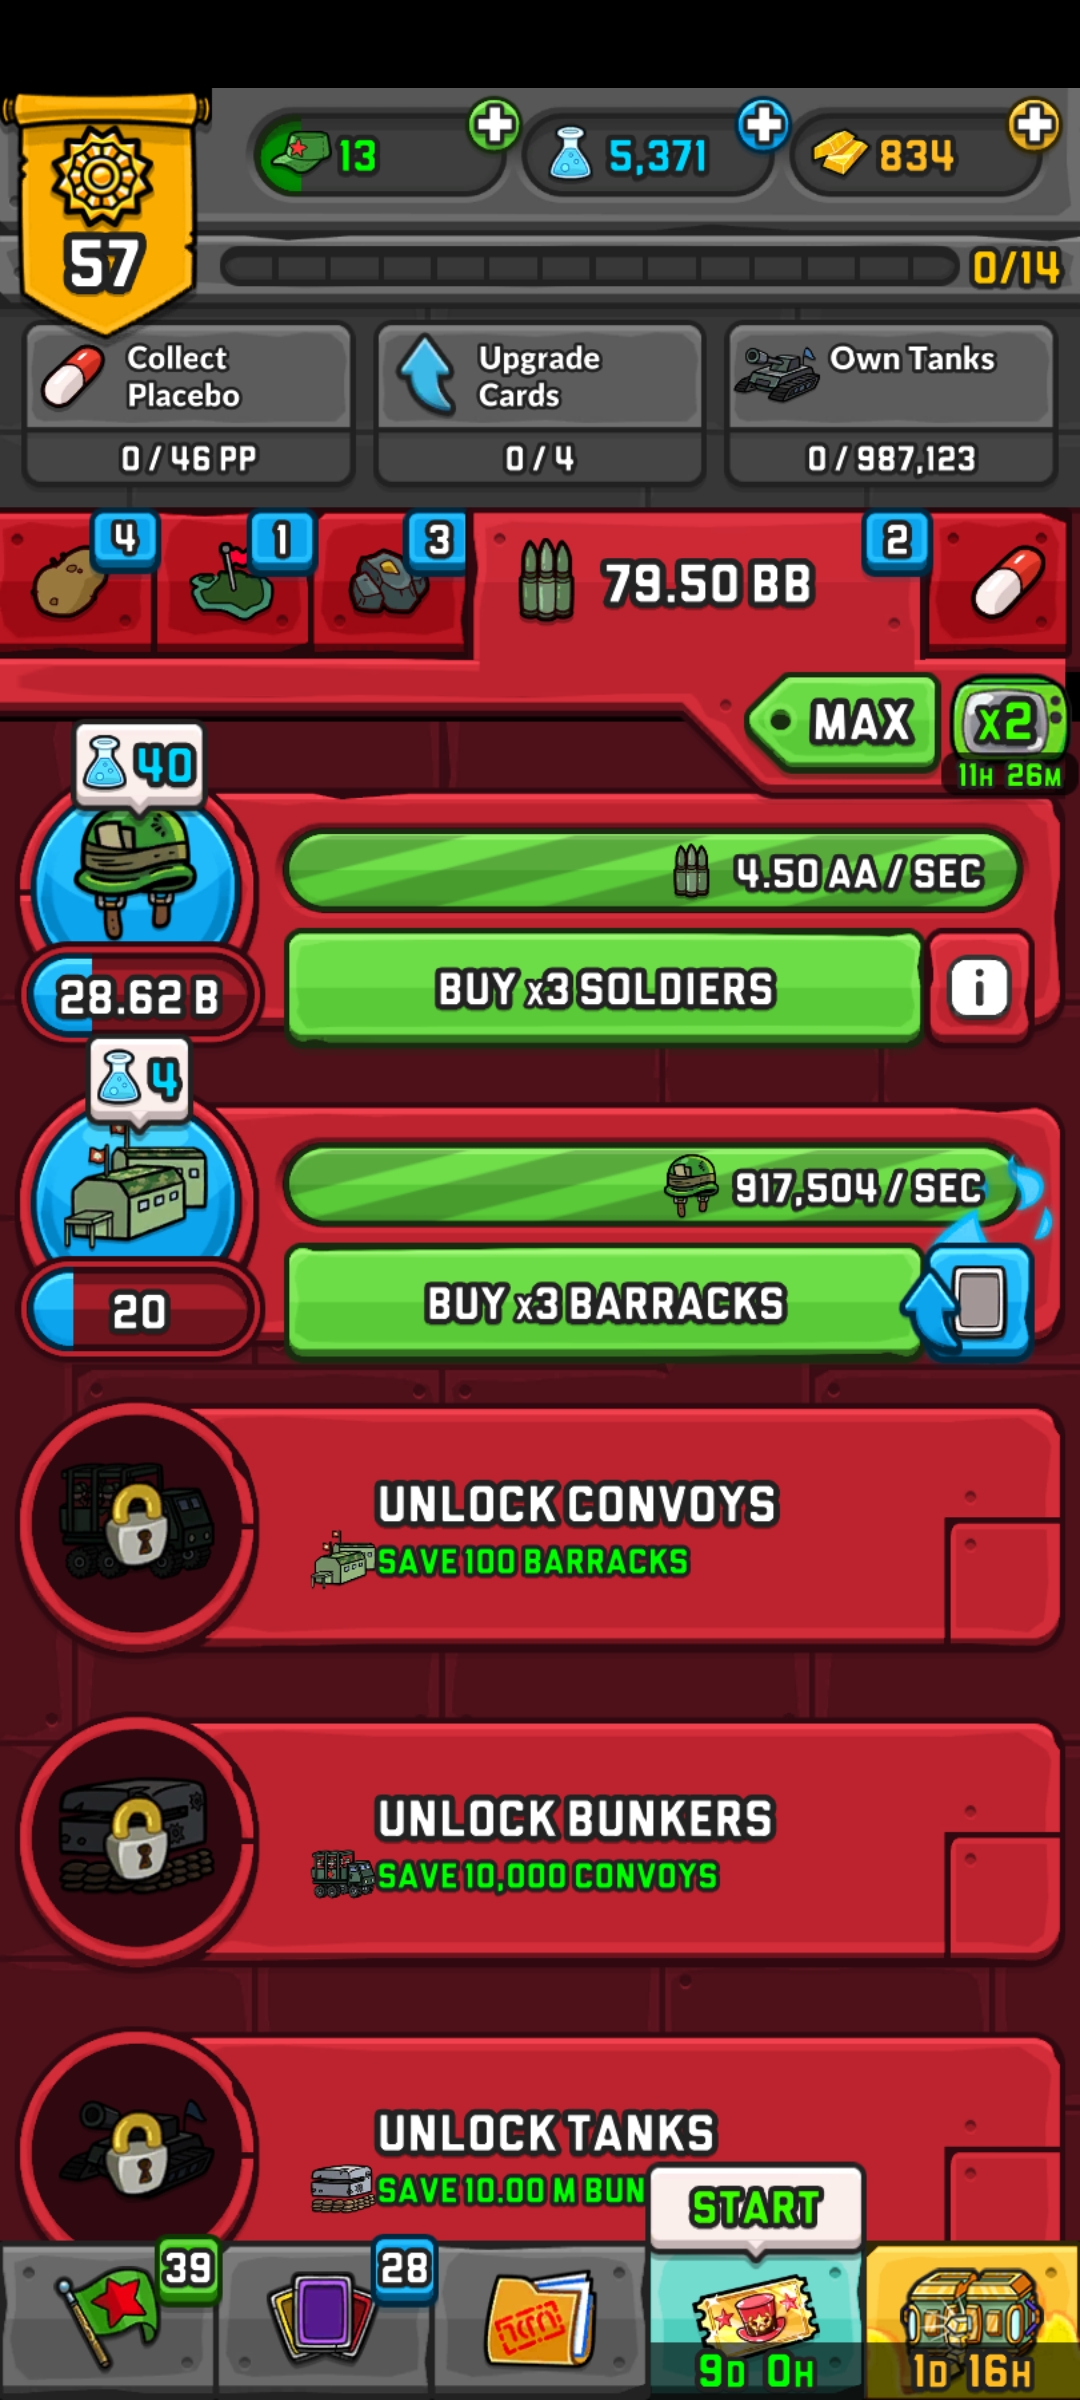 13
5,371
834
57
0/14
Collect
Placebo
0 / 46 PP
Upgrade
Cards
0 / 4
Own Tanks
0 / 987,123
4
1
3
79.50 BB
2
MAX
x2
11H 26M
40
4.50 AA / SEC
28.62 B
BUY x3 SOLDIERS
i
4
917,504 / SEC
20
BUY x3 BARRACKS
UNLOCK CONVOYS
SAVE 100 BARRACKS
UNLOCK BUNKERS
SAVE 10,000 CONVOYS
UNLOCK TANKS
SAVE 10.00 M BUN
START
39
28
9D 0H
1D 16H